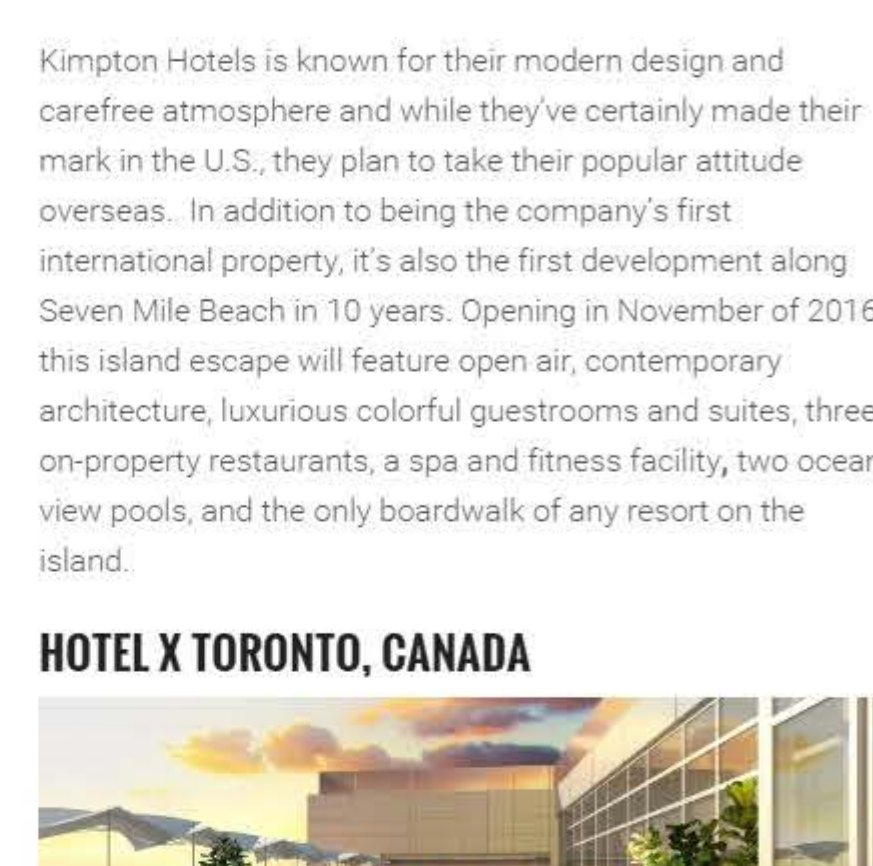 Kimpton Hotels is known for their modern design and
carefree atmosphere and while they've certainly made their
mark in the U.S., they plan to take their popular attitude
overseas.  In addition to being the company's first
international property, it's also the first development along
Seven Mile Beach in 10 years. Opening in November of 2016
this island escape will feature open air, contemporary
architecture, luxurious colorful guestrooms and suites, three
on-property restaurants, a spa and fitness facility, two ocean
view pools, and the only boardwalk of any resort on the
island.
HOTEL X TORONTO, CANADA